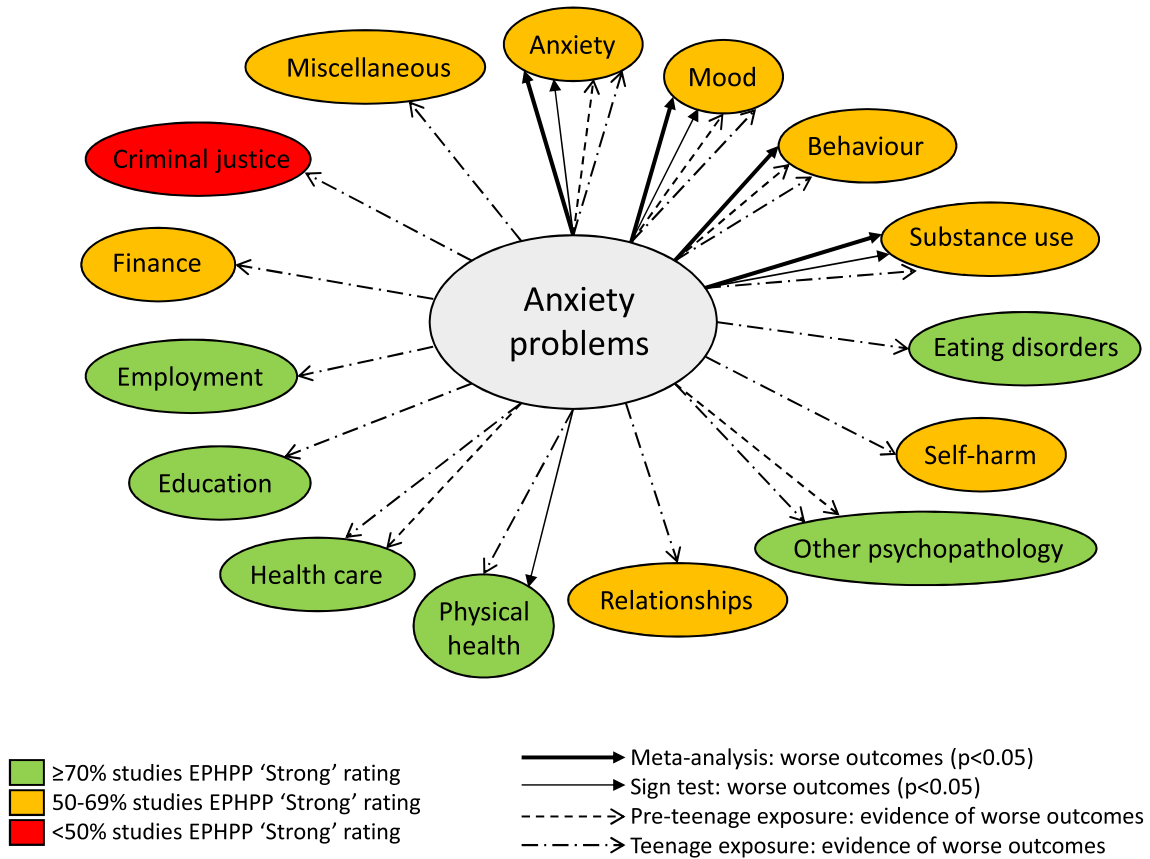 Anxiety
Miscellaneous
Mood
Behaviour
Criminal justice
Substance use
Finance
Anxiety
problems
Eating disorders
Employment
Self-harm
Education
Other psychopathology
Health care
Relationships
Physical
health
≥70% studies EPHPP ‘Strong’ rating
50-69% studies EPHPP ‘Strong’ rating
<50% studies EPHPP ‘Strong’ rating
Meta-analysis: worse outcomes (p<0.05)
Sign test: worse outcomes (p<0.05)
Pre-teenage exposure: evidence of worse outcomes
Teenage exposure: evidence of worse outcomes